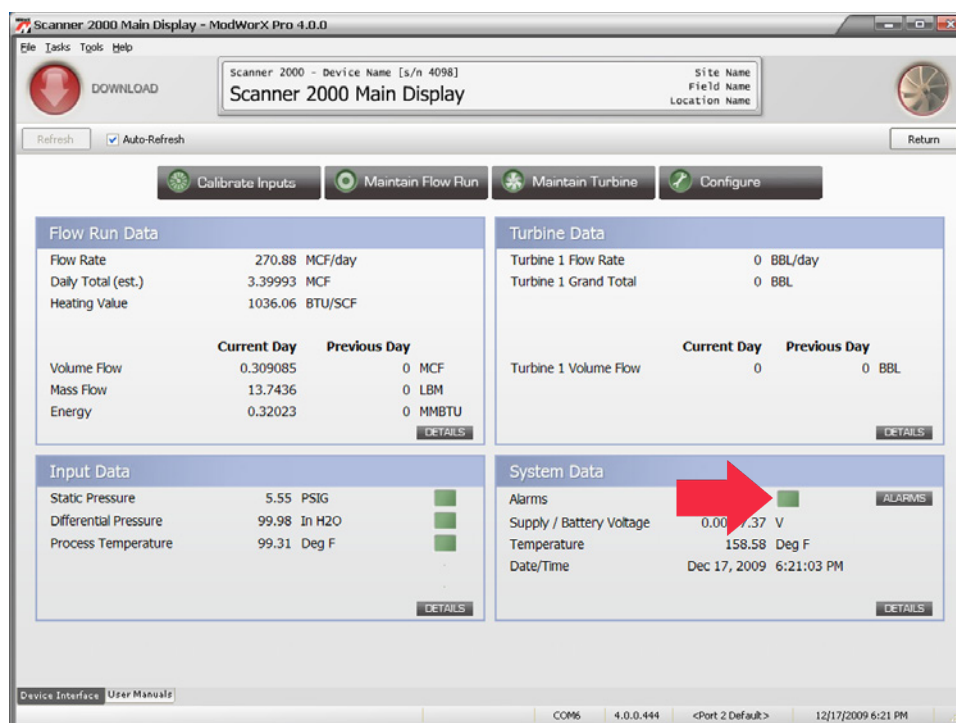 Scanner 2000 Main Display - ModWorX Pro 4.0.0
File Tasks Tools Help
DOWNLOAD
Scanner 2000 - Device Name [s/n 4098]
Scanner 2000 Main Display
Site Name
Field Name
Location Name
Refresh Auto-Refresh Return
Calibrate Inputs Maintain Flow Run Maintain Turbine Configure
Flow Run Data
Flow Rate 270.88 MCF/day
Daily Total (est.) 3.39993 MCF
Heating Value 1036.06 BTU/SCF
Current Day Previous Day
Volume Flow 0.309085 0 MCF
Mass Flow 13.7436 0 LBM
Energy 0.32023 0 MMBTU
DETAILS
Turbine Data
Turbine 1 Flow Rate 0 BBL/day
Turbine 1 Grand Total 0 BBL
Current Day Previous Day
Turbine 1 Volume Flow 0 0 BBL
DETAILS
Input Data
Static Pressure 5.55 PSIG
Differential Pressure 99.98 In H2O
Process Temperature 99.31 Deg F
DETAILS
System Data
Alarms ALARMS
Supply / Battery Voltage V
Temperature 158.58 Deg F
Date/Time Dec 17, 2009 6:21:03 PM
DETAILS
Device Interface User Manuals
COM6 4.0.0.444 <Port 2 Default> 12/17/2009 6:21 PM